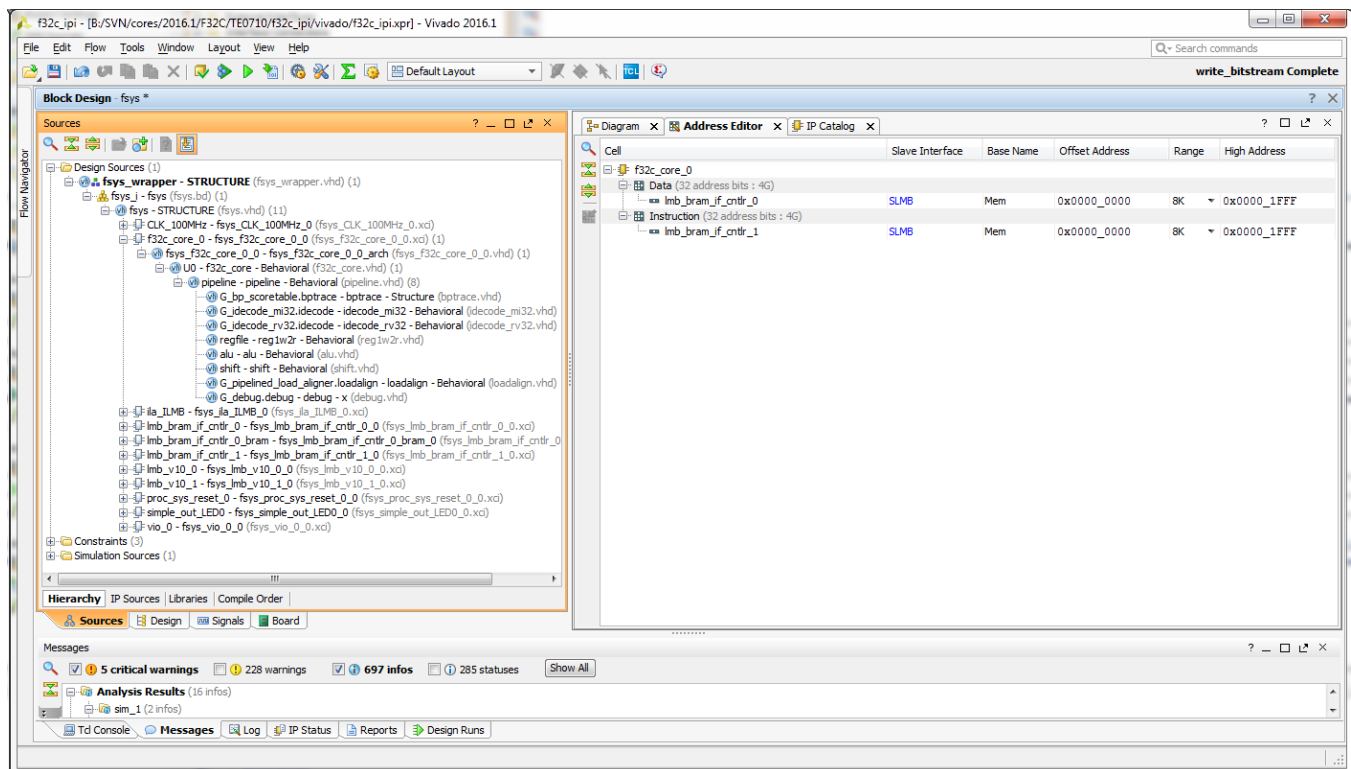 f32c_ipi - [B:/SVN/cores/2016.1/F32C/TE0710/f32c_ipi/vivado/f32c_ipi.xpr] - Vivado 2016.1
File Edit Flow Tools Window Layout View Help
Search commands
Default Layout
TCL
write_bitstream Complete
Flow Navigator
Block Design - fsys *
Sources
Design Sources (1)
fsys_wrapper - STRUCTURE (fsys_wrapper.vhd) (1)
fsys_i - fsys (fsys.bd) (1)
fsys - STRUCTURE (fsys.vhd) (11)
CLK_100MHz - fsys_CLK_100MHz_0 (fsys_CLK_100MHz_0.xci)
f32c_core_0 - fsys_f32c_core_0_0 (fsys_f32c_core_0_0.xci) (1)
fsys_f32c_core_0_0 - fsys_f32c_core_0_0_arch (fsys_f32c_core_0_0.vhd) (1)
U0 - f32c_core - Behavioral (f32c_core.vhd) (1)
pipeline - pipeline - Behavioral (pipeline.vhd) (8)
G_bp_scoretable.bptrace - bptrace - Structure (bptrace.vhd)
G_idecode_mi32.idecode - idecode_mi32 - Behavioral (idecode_mi32.vhd)
G_idecode_rv32.idecode - idecode_rv32 - Behavioral (idecode_rv32.vhd)
regfile - reg1w2r - Behavioral (reg1w2r.vhd)
alu - alu - Behavioral (alu.vhd)
shift - shift - Behavioral (shift.vhd)
G_pipelined_load_aligner.loadalign - loadalign - Behavioral (loadalign.vhd)
G_debug.debug - debug - x (debug.vhd)
ila_ILMB - fsys_ila_ILMB_0 (fsys_ila_ILMB_0.xci)
lmb_bram_if_cntlr_0 - fsys_lmb_bram_if_cntlr_0_0 (fsys_lmb_bram_if_cntlr_0_0.xci)
lmb_bram_if_cntlr_0_bram - fsys_lmb_bram_if_cntlr_0_bram_0 (fsys_lmb_bram_if_cntlr_0
lmb_bram_if_cntlr_1 - fsys_lmb_bram_if_cntlr_1_0 (fsys_lmb_bram_if_cntlr_1_0.xci)
lmb_v10_0 - fsys_lmb_v10_0_0 (fsys_lmb_v10_0_0.xci)
lmb_v10_1 - fsys_lmb_v10_1_0 (fsys_lmb_v10_1_0.xci)
proc_sys_reset_0 - fsys_proc_sys_reset_0_0 (fsys_proc_sys_reset_0_0.xci)
simple_out_LED0 - fsys_simple_out_LED0_0 (fsys_simple_out_LED0_0.xci)
vio_0 - fsys_vio_0_0 (fsys_vio_0_0.xci)
Constraints (3)
Simulation Sources (1)
Hierarchy IP Sources Libraries Compile Order
Sources Design Signals Board
Diagram Address Editor IP Catalog
Cell Slave Interface Base Name Offset Address Range High Address
f32c_core_0
Data (32 address bits : 4G)
lmb_bram_if_cntlr_0 SLMB Mem 0x0000_0000 8K 0x0000_1FFF
Instruction (32 address bits : 4G)
lmb_bram_if_cntlr_1 SLMB Mem 0x0000_0000 8K 0x0000_1FFF
Messages
5 critical warnings 228 warnings 697 infos 285 statuses Show All
Analysis Results (16 infos)
sim_1 (2 infos)
Tcl Console Messages Log IP Status Reports Design Runs